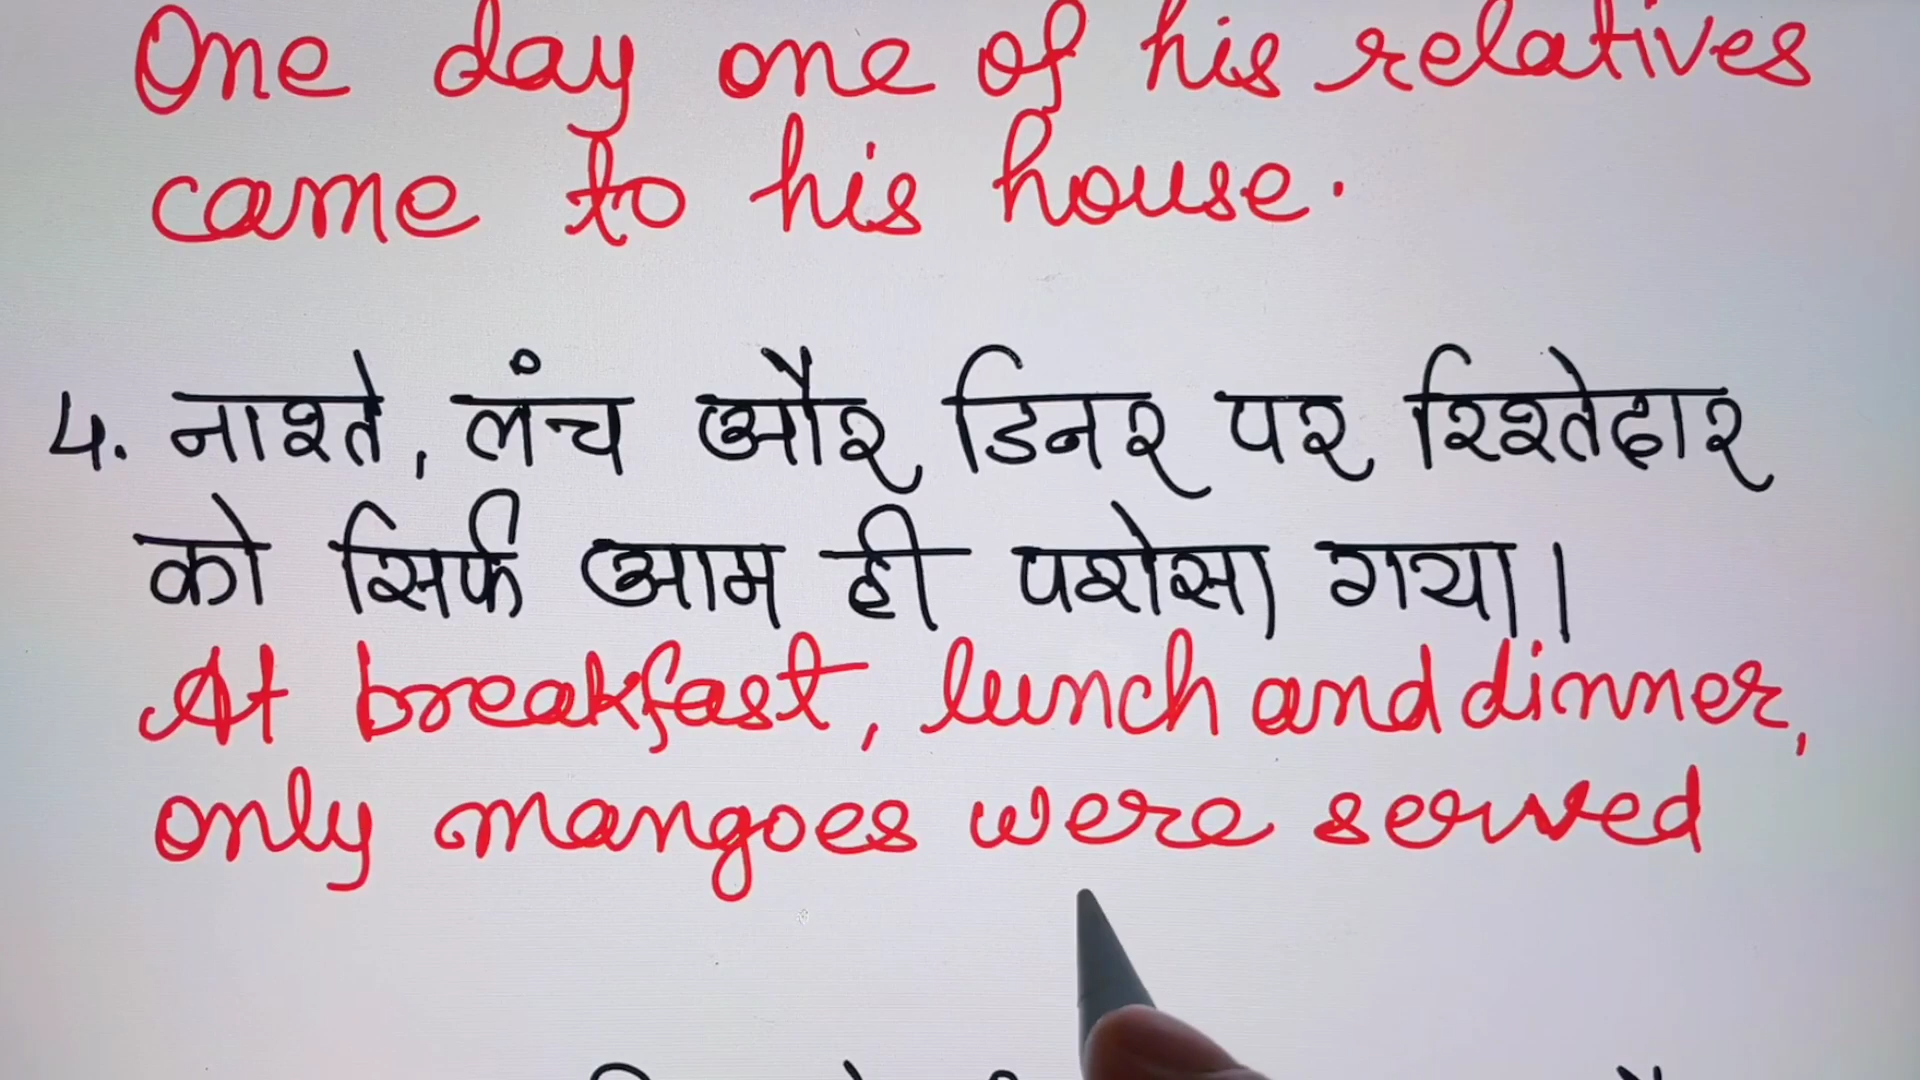 One day one of his relatives
came to his house.
4. नाश्ते, लंच और डिनर पर रिश्तेदार
को सिर्फ आम ही परोसा गया।
At breakfast, lunch and dinner,
only mangoes were served